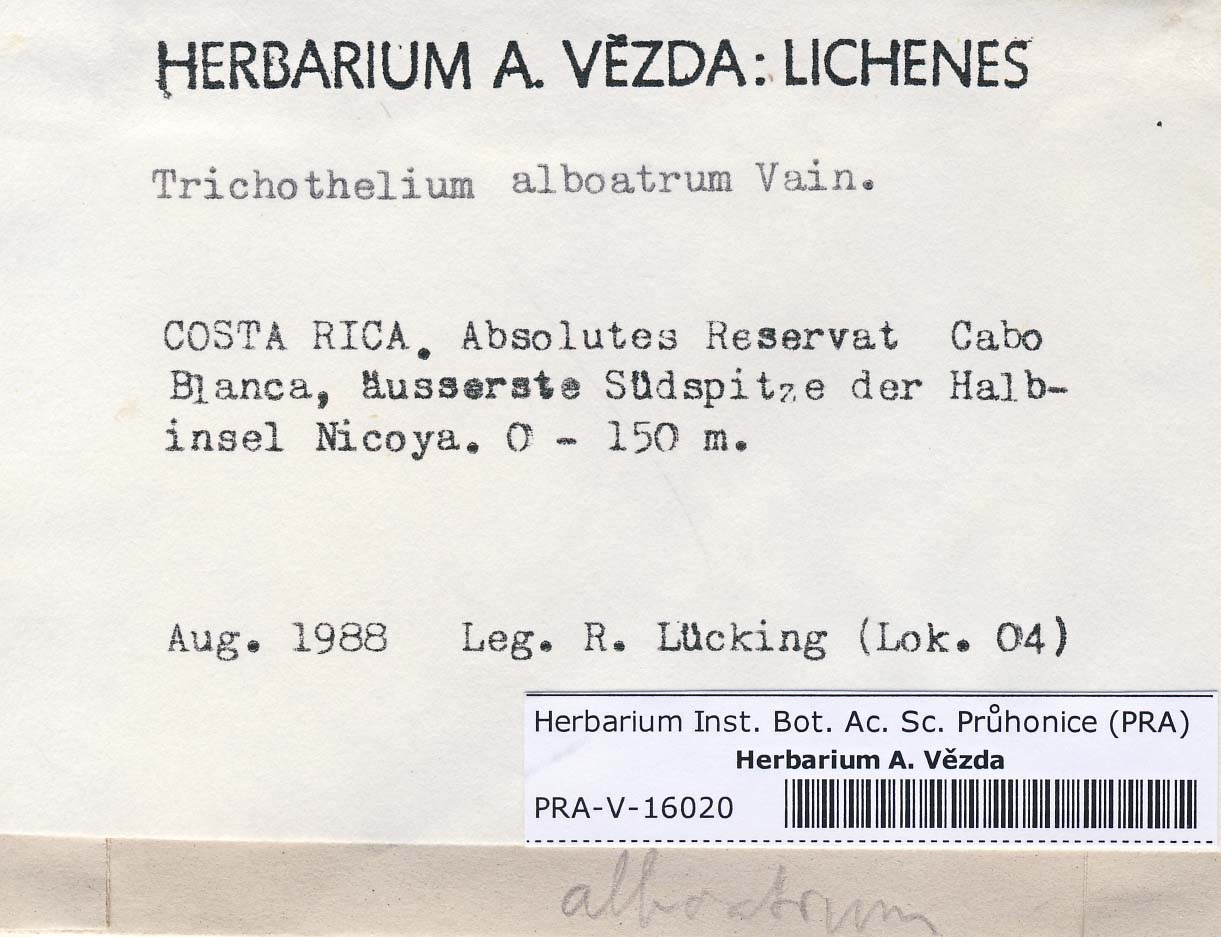 HERBARIUM A. VĚZDA: LICHENES
Trichothelium alboatrum Vain.
COSTA RICA. Absolutes Reservat Cabo
Blanca, äusserste Südspitze der Halb-
insel Nicoya. 0 - 150 m.
Aug. 1988 Leg. R. Lücking (Lok. 04)
Herbarium Inst. Bot. Ac. Sc. Průhonice (PRA)
Herbarium A. Vězda
PRA-V-16020
alboatrum